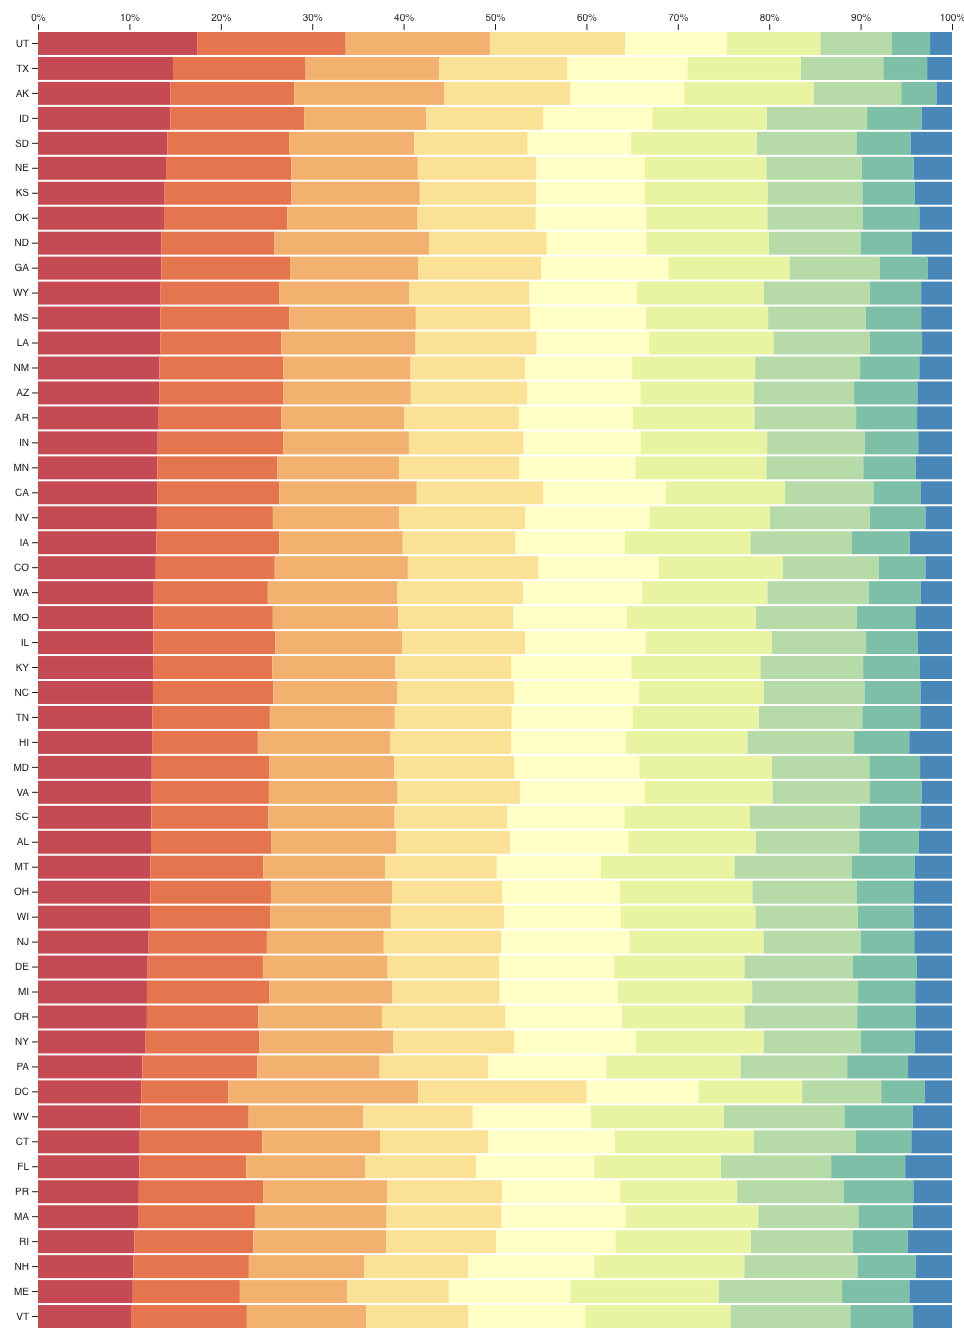 0% 10% 20% 30% 40% 50% 60% 70% 80% 90% 100%
UT
TX
AK
ID
SD
NE
KS
OK
ND
GA
WY
MS
LA
NM
AZ
AR
IN
MN
CA
NV
IA
CO
WA
MO
IL
KY
NC
TN
HI
MD
VA
SC
AL
MT
OH
WI
NJ
DE
MI
OR
NY
PA
DC
WV
CT
FL
PR
MA
RI
NH
ME
VT